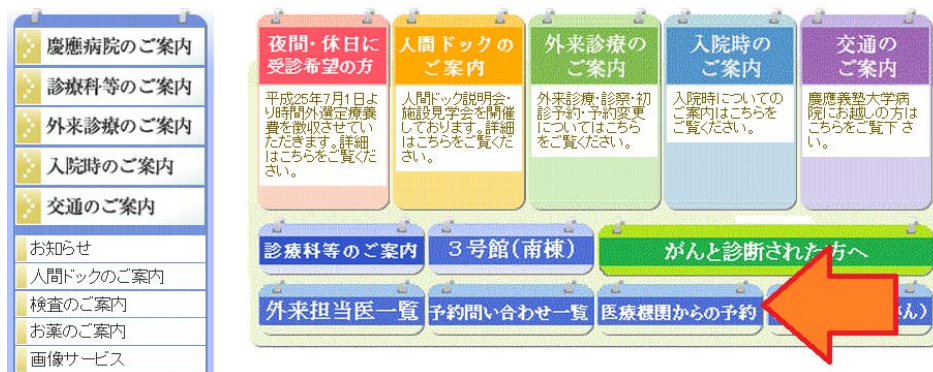 慶應病院のご案内
診療科等のご案内
外来診療のご案内
入院時のご案内
交通のご案内
お知らせ
人間ドックのご案内
検査のご案内
お薬のご案内
画像サービス
夜間・休日に
受診希望の方
平成25年7月1日よ
り時間外選定療養
費を徴収させてい
ただきます。詳細
はこちらをご覧くだ
さい。
人間ドックの
ご案内
人間ドック説明会・
施設見学会を開催
しております。詳細
はこちらをご覧くだ
さい。
外来診療の
ご案内
外来診療・診察・初
診予約・予約変更
についてはこちら
をご覧ください。
入院時の
ご案内
入院時についての
ご案内はこちらを
ご覧ください。
交通の
ご案内
慶應義塾大学病
院にお越しの方は
こちらをご覧下さ
い。
診療科等のご案内
3号館(南棟)
がんと診断された方へ
外来担当医一覧
予約問い合わせ一覧
医療機関からの予約
ん)